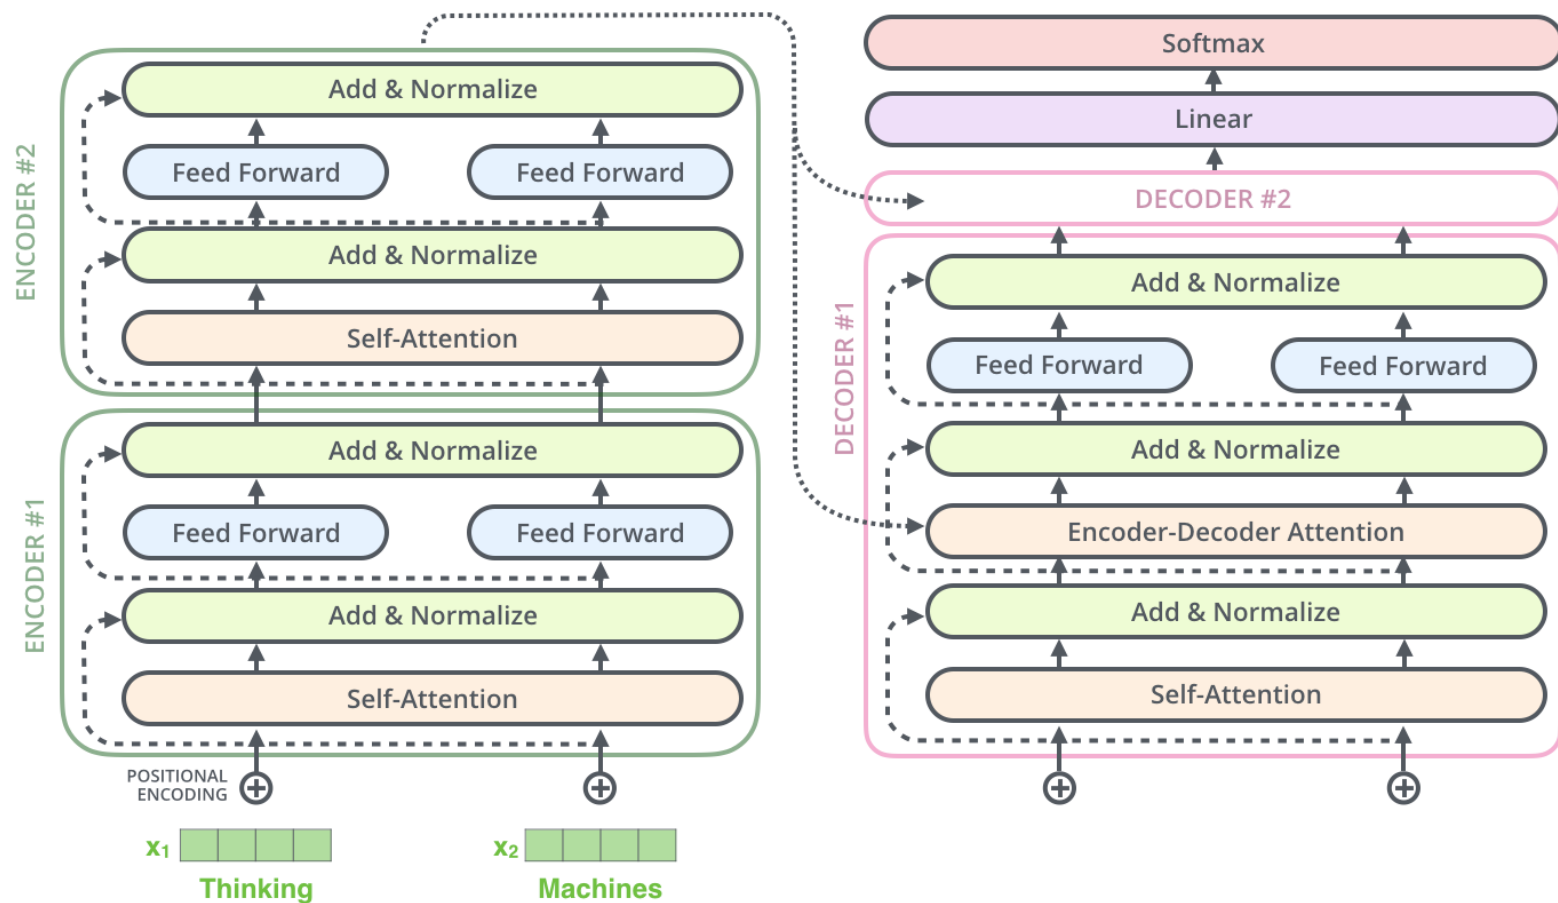 ENCODER #2
Add & Normalize
Feed Forward
Feed Forward
Add & Normalize
Self-Attention
ENCODER #1
Add & Normalize
Feed Forward
Feed Forward
Add & Normalize
Self-Attention
POSITIONAL
ENCODING
x1
x2
Thinking
Machines
Softmax
Linear
DECODER #2
DECODER #1
Add & Normalize
Feed Forward
Feed Forward
Add & Normalize
Encoder-Decoder Attention
Add & Normalize
Self-Attention